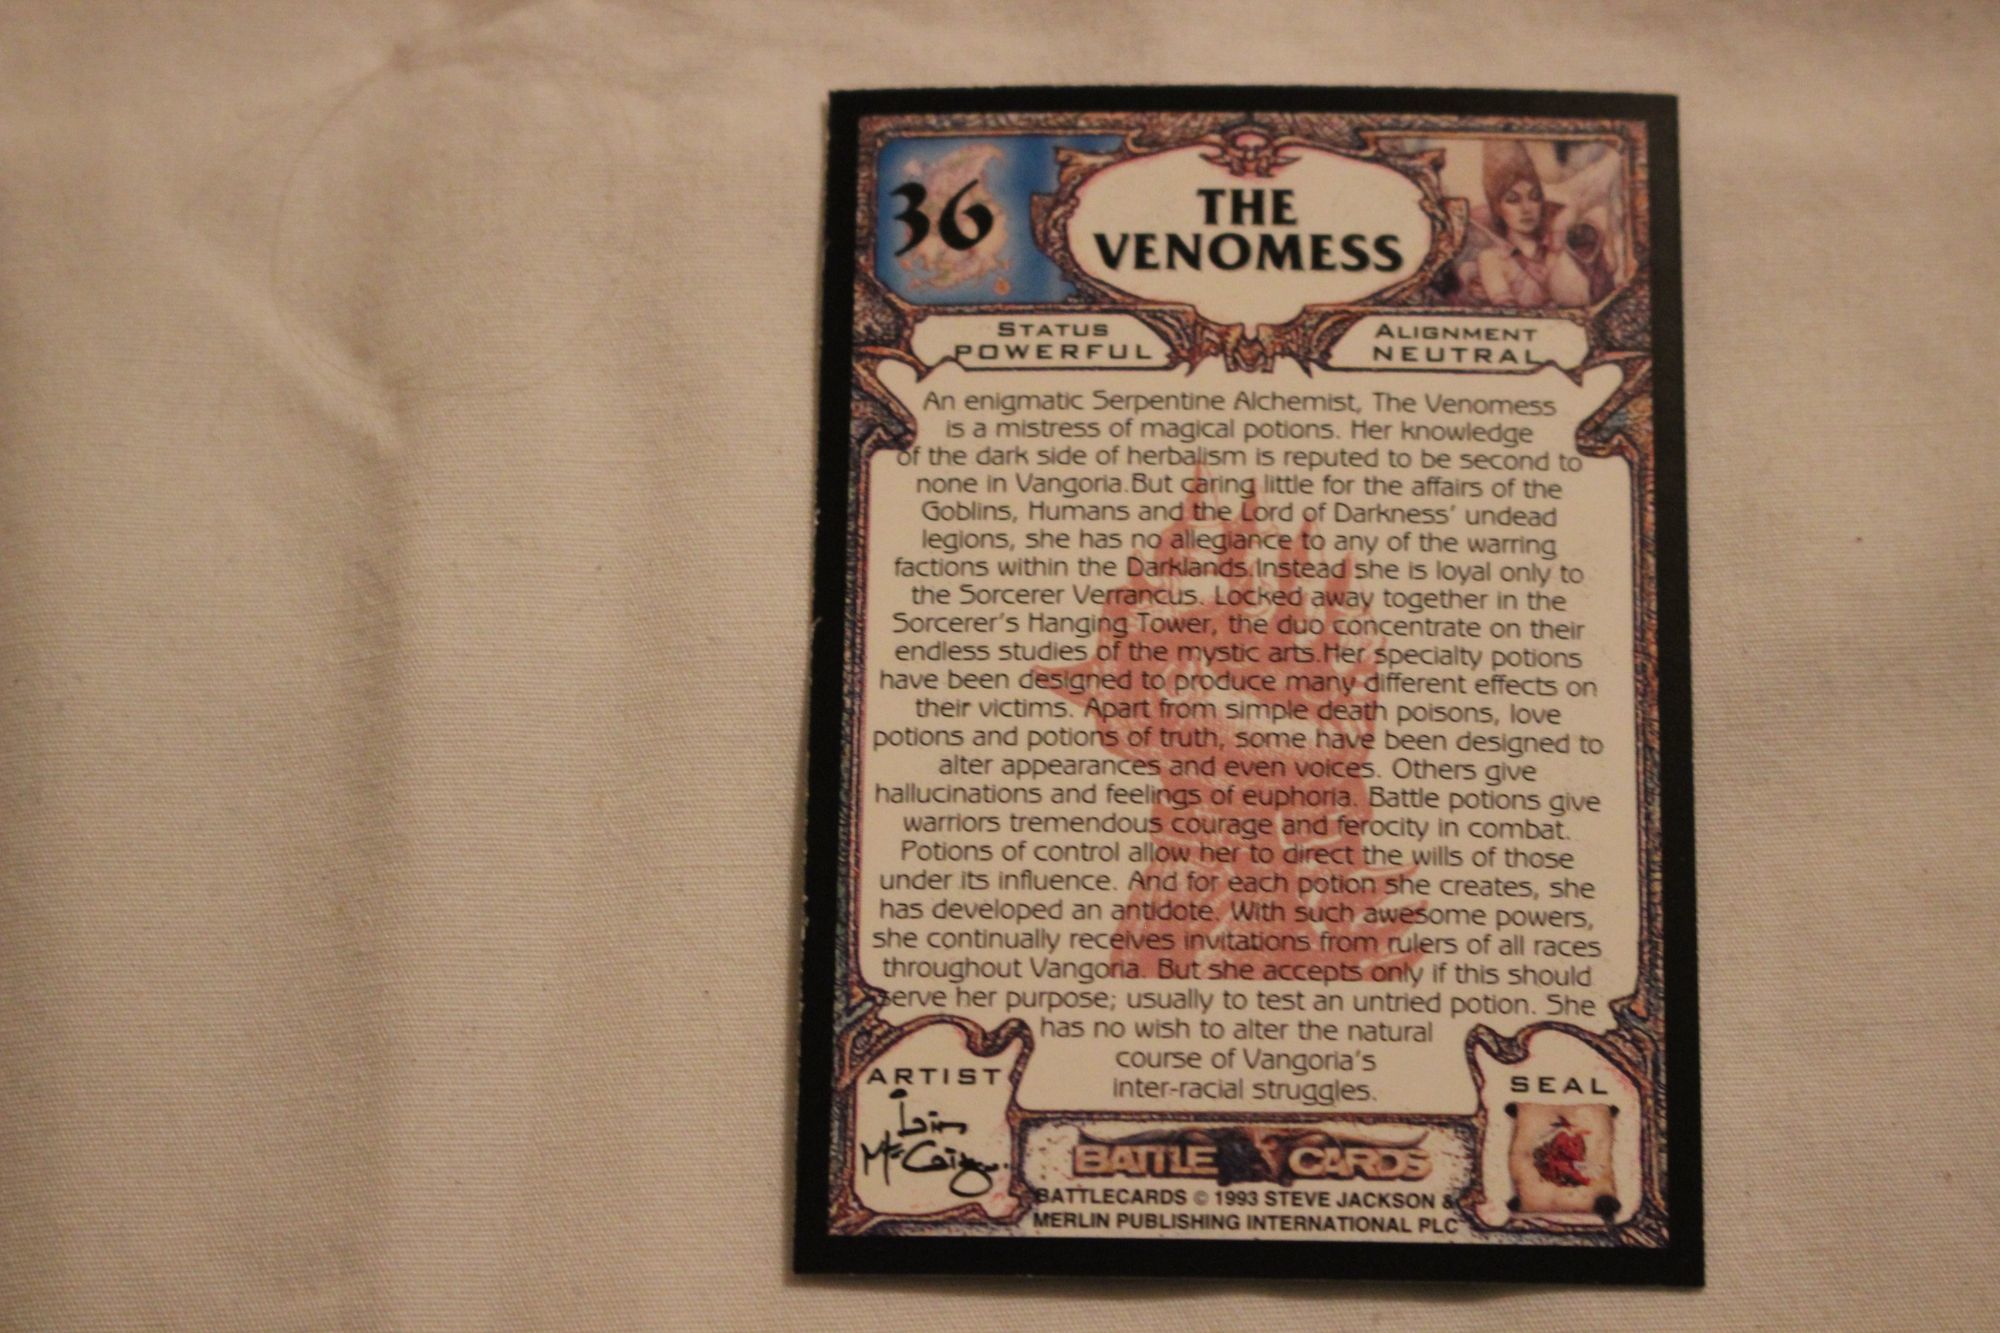 36
THE
VENOMESS
STATUS
POWERFUL
ALIGNMENT
NEUTRAL
An enigmatic Serpentine Alchemist, The Venomess
is a mistress of magical potions. Her knowledge
of the dark side of herbalism is reputed to be second to
none in Vangoria.But caring little for the affairs of the
Goblins, Humans and the Lord of Darkness' undead
legions, she has no allegiance to any of the warring
factions within the Darklands.Instead she is loyal only to
the Sorcerer Verrancus. Locked away together in the
Sorcerer's Hanging Tower, the duo concentrate on their
endless studies of the mystic arts.Her specialty potions
have been designed to produce many different effects on
their victims. Apart from simple death poisons, love
potions and potions of truth, some have been designed to
alter appearances and even voices. Others give
hallucinations and feelings of euphoria. Battle potions give
warriors tremendous courage and ferocity in combat.
Potions of control allow her to direct the wills of those
under its influence. And for each potion she creates, she
has developed an antidote. With such awesome powers,
she continually receives invitations from rulers of all races
throughout Vangoria. But she accepts only if this should
serve her purpose; usually to test an untried potion. She
has no wish to alter the natural
course of Vangoria's
inter-racial struggles.
ARTIST
Iain
McCaig
SEAL
BATTLE CARDS
BATTLECARDS © 1993 STEVE JACKSON &
MERLIN PUBLISHING INTERNATIONAL PLC